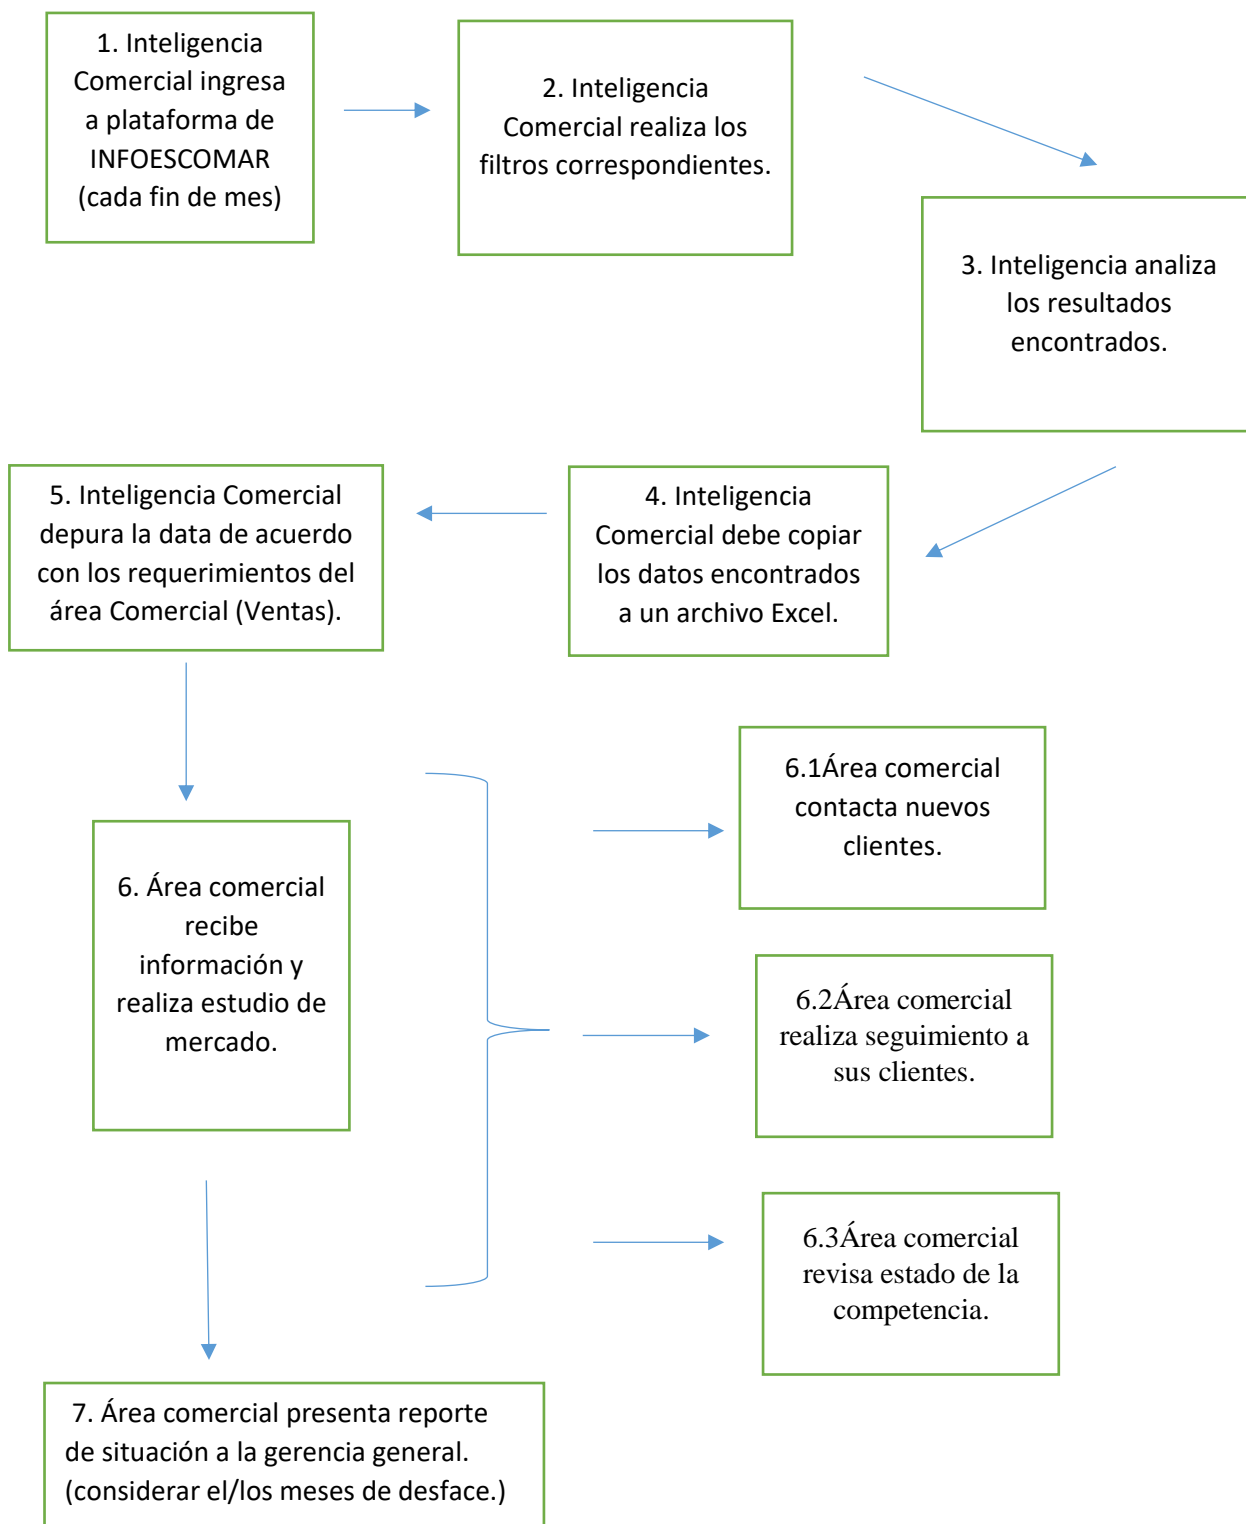 1. Inteligencia
Comercial ingresa
a plataforma de
INFOESCOMAR
(cada fin de mes)
2. Inteligencia
Comercial realiza los
filtros correspondientes.
3. Inteligencia analiza
los resultados
encontrados.
4. Inteligencia
Comercial debe copiar
los datos encontrados
a un archivo Excel.
5. Inteligencia Comercial
depura la data de acuerdo
con los requerimientos del
área Comercial (Ventas).
6. Área comercial
recibe
información y
realiza estudio de
mercado.
6.1Área comercial
contacta nuevos
clientes.
6.2Área comercial
realiza seguimiento a
sus clientes.
6.3Área comercial
revisa estado de la
competencia.
7. Área comercial presenta reporte
de situación a la gerencia general.
(considerar el/los meses de desface.)